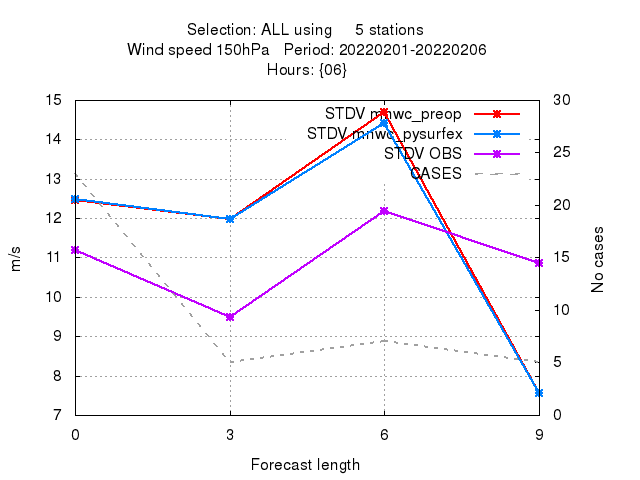 Selection: ALL using 5 stations
Wind speed 150hPa Period: 20220201-20220206
Hours: {06}
STDV mnwc_preop
STDV mnwc_pysurfex
STDV OBS
CASES
15
14
13
12
11
10
9
8
7
30
25
20
15
10
5
0
m/s
No cases
0 3 6 9
Forecast length